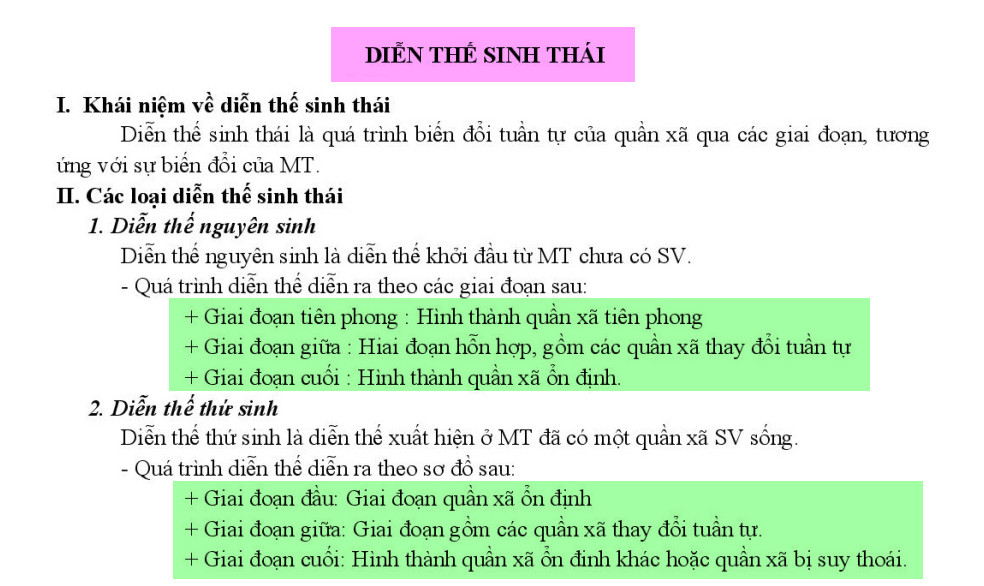 DIỄN THẾ SINH THÁI
I. Khái niệm về diễn thế sinh thái
Diễn thế sinh thái là quá trình biến đổi tuần tự của quần xã qua các giai đoạn, tương
ứng với sự biến đổi của MT.
II. Các loại diễn thế sinh thái
1. Diễn thế nguyên sinh
Diễn thế nguyên sinh là diễn thế khởi đầu từ MT chưa có SV.
- Quá trình diễn thế diễn ra theo các giai đoạn sau:
+ Giai đoạn tiên phong : Hình thành quần xã tiên phong
+ Giai đoạn giữa : Hiai đoạn hỗn hợp, gồm các quần xã thay đổi tuần tự
+ Giai đoạn cuối : Hình thành quần xã ổn định.
2. Diễn thế thứ sinh
Diễn thế thứ sinh là diễn thế xuất hiện ở MT đã có một quần xã SV sống.
- Quá trình diễn thế diễn ra theo sơ đồ sau:
+ Giai đoạn đầu: Giai đoạn quần xã ổn định
+ Giai đoạn giữa: Giai đoạn gồm các quần xã thay đổi tuần tự.
+ Giai đoạn cuối: Hình thành quần xã ổn đinh khác hoặc quần xã bị suy thoái.